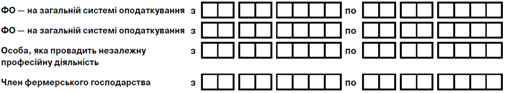 ФО — на загальній системі оподаткування з по
ФО — на загальній системі оподаткування з по
Особа, яка провадить незалежну з по
професійну діяльність
Член фермерського господарства з по